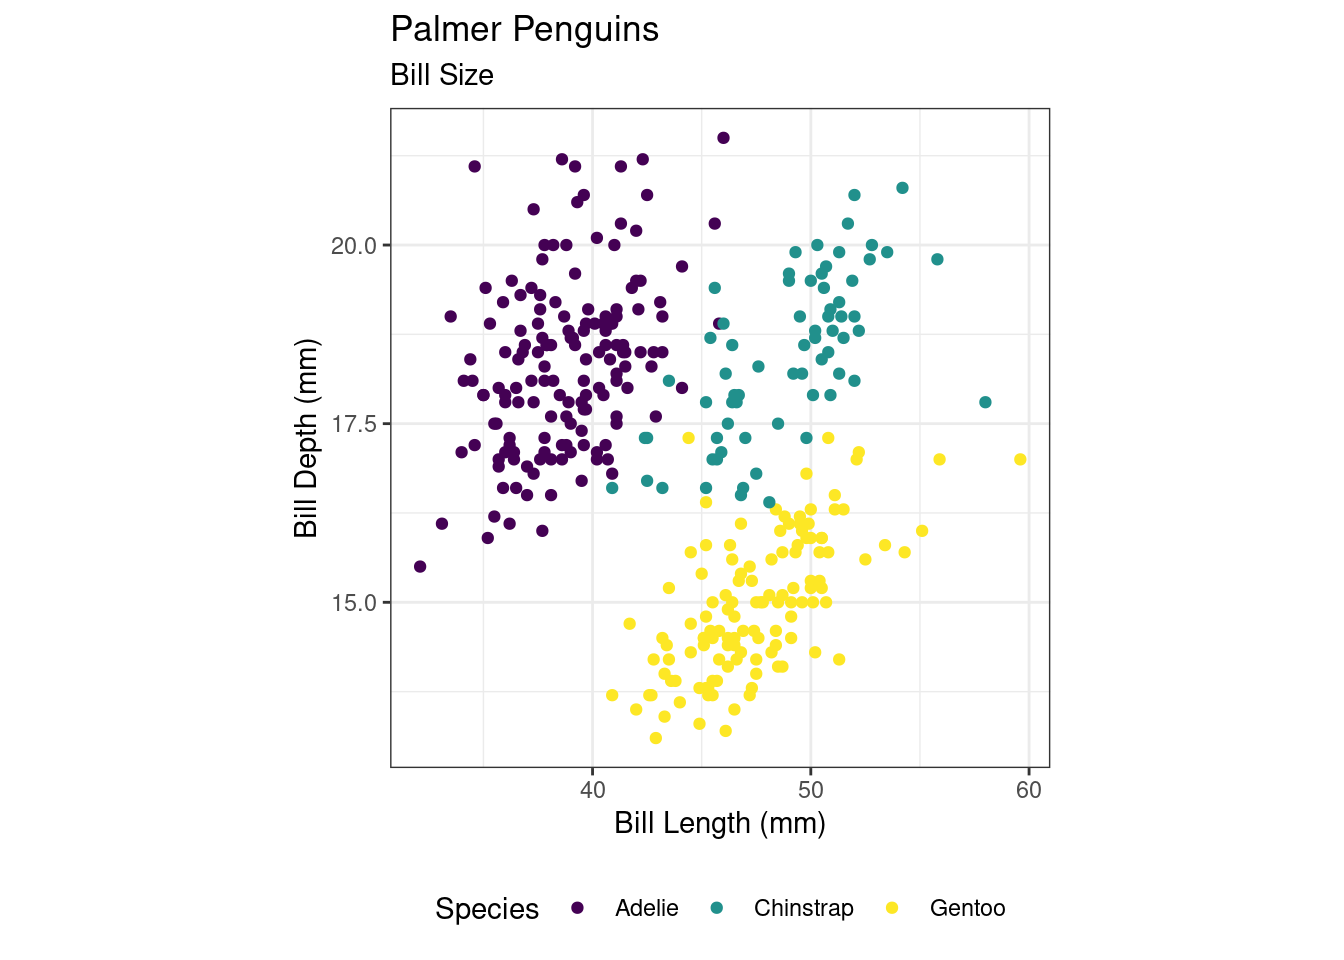 Palmer Penguins
Bill Size
Bill Depth (mm)
20.0
17.5
15.0
40 50 60
Bill Length (mm)
Species Adelie Chinstrap Gentoo